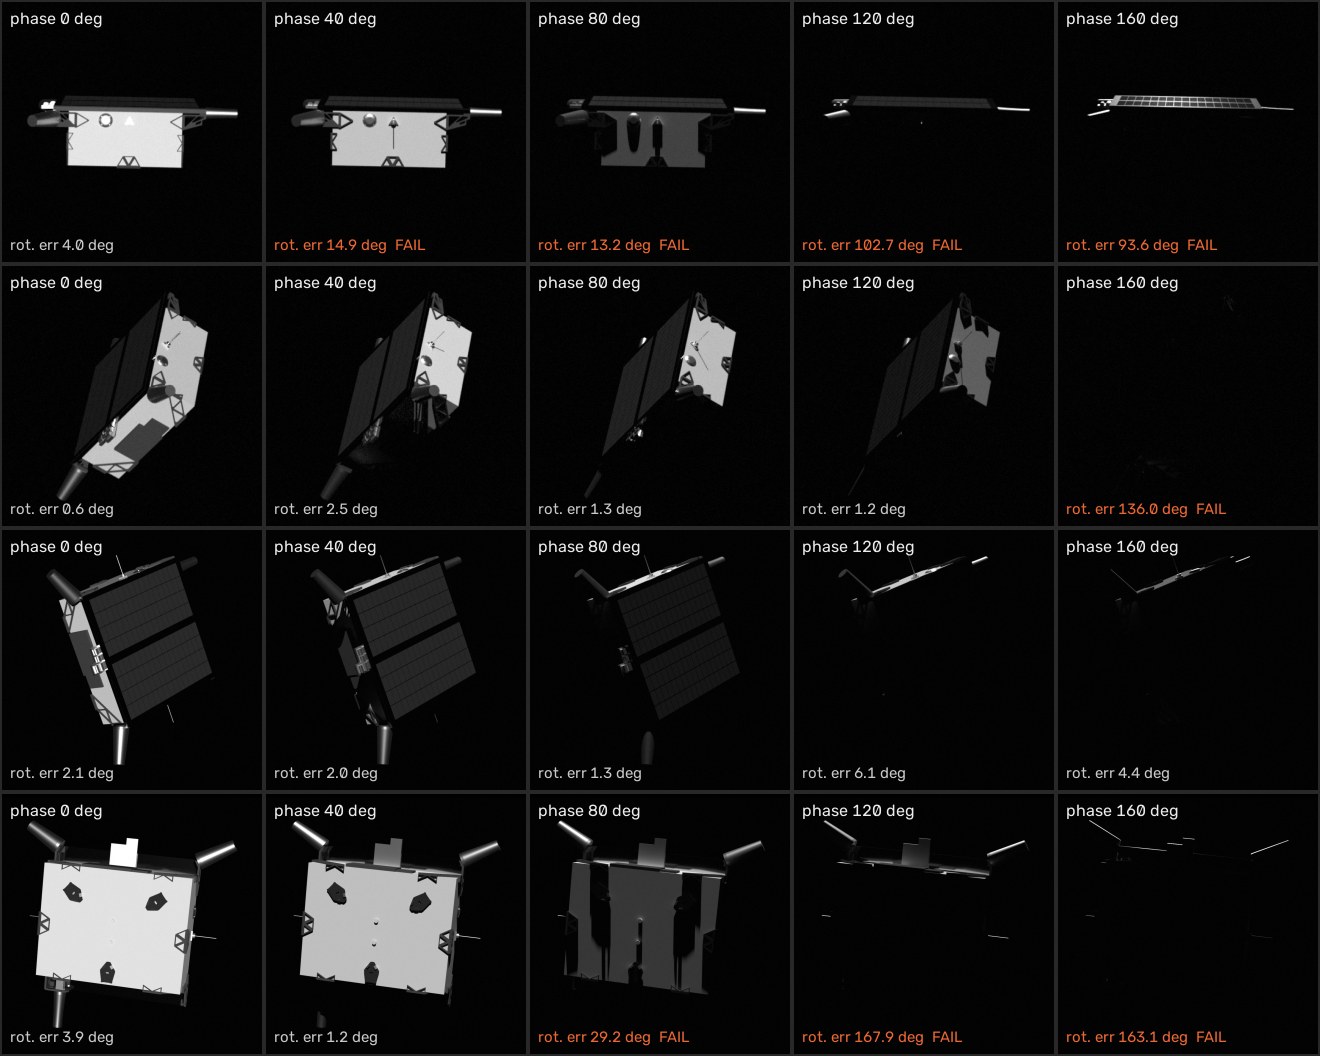 phase 0 deg
phase 40 deg
phase 80 deg
phase 120 deg
phase 160 deg
rot. err 4.0 deg
rot. err 14.9 deg FAIL
rot. err 13.2 deg FAIL
rot. err 102.7 deg FAIL
rot. err 93.6 deg FAIL
phase 0 deg
phase 40 deg
phase 80 deg
phase 120 deg
phase 160 deg
rot. err 0.6 deg
rot. err 2.5 deg
rot. err 1.3 deg
rot. err 1.2 deg
rot. err 136.0 deg FAIL
phase 0 deg
phase 40 deg
phase 80 deg
phase 120 deg
phase 160 deg
rot. err 2.1 deg
rot. err 2.0 deg
rot. err 1.3 deg
rot. err 6.1 deg
rot. err 4.4 deg
phase 0 deg
phase 40 deg
phase 80 deg
phase 120 deg
phase 160 deg
rot. err 3.9 deg
rot. err 1.2 deg
rot. err 29.2 deg FAIL
rot. err 167.9 deg FAIL
rot. err 163.1 deg FAIL